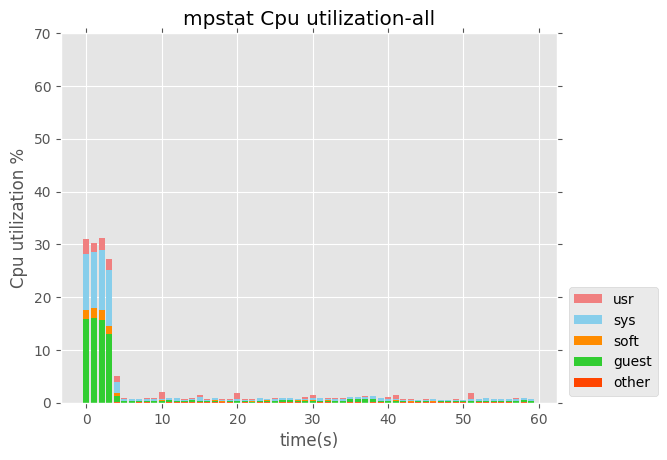 mpstat Cpu utilization-all
70
60
50
40
30
20
10
0
Cpu utilization %
0 10 20 30 40 50 60
time(s)
usr
sys
soft
guest
other